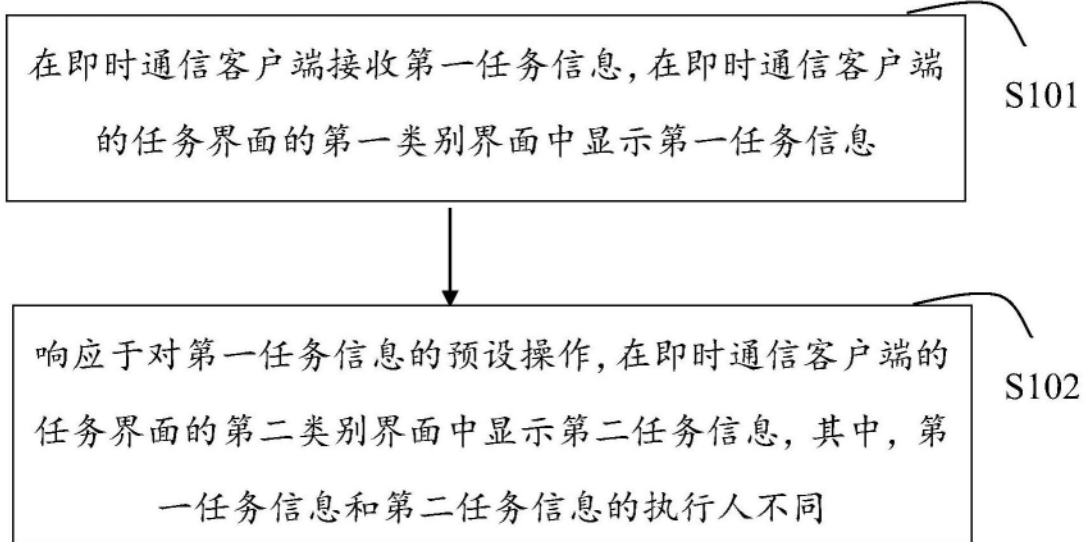 在即时通信客户端接收第一任务信息,在即时通信客户端
的任务界面的第一类别界面中显示第一任务信息
S101
响应于对第一任务信息的预设操作,在即时通信客户端的
任务界面的第二类别界面中显示第二任务信息，其中，第
一任务信息和第二任务信息的执行人不同
S102